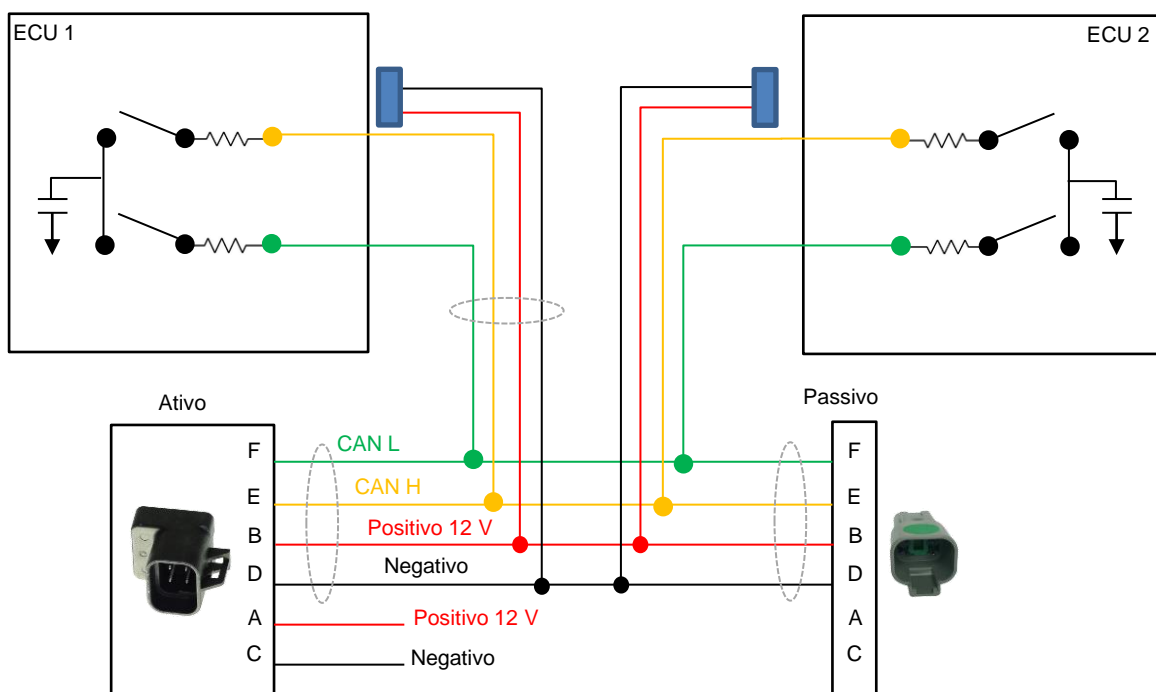 ECU 1
ECU 2
Ativo
Passivo
F
CAN L
F
E
CAN H
E
B
Positivo 12 V
B
D
Negativo
D
A
Positivo 12 V
A
C
Negativo
C